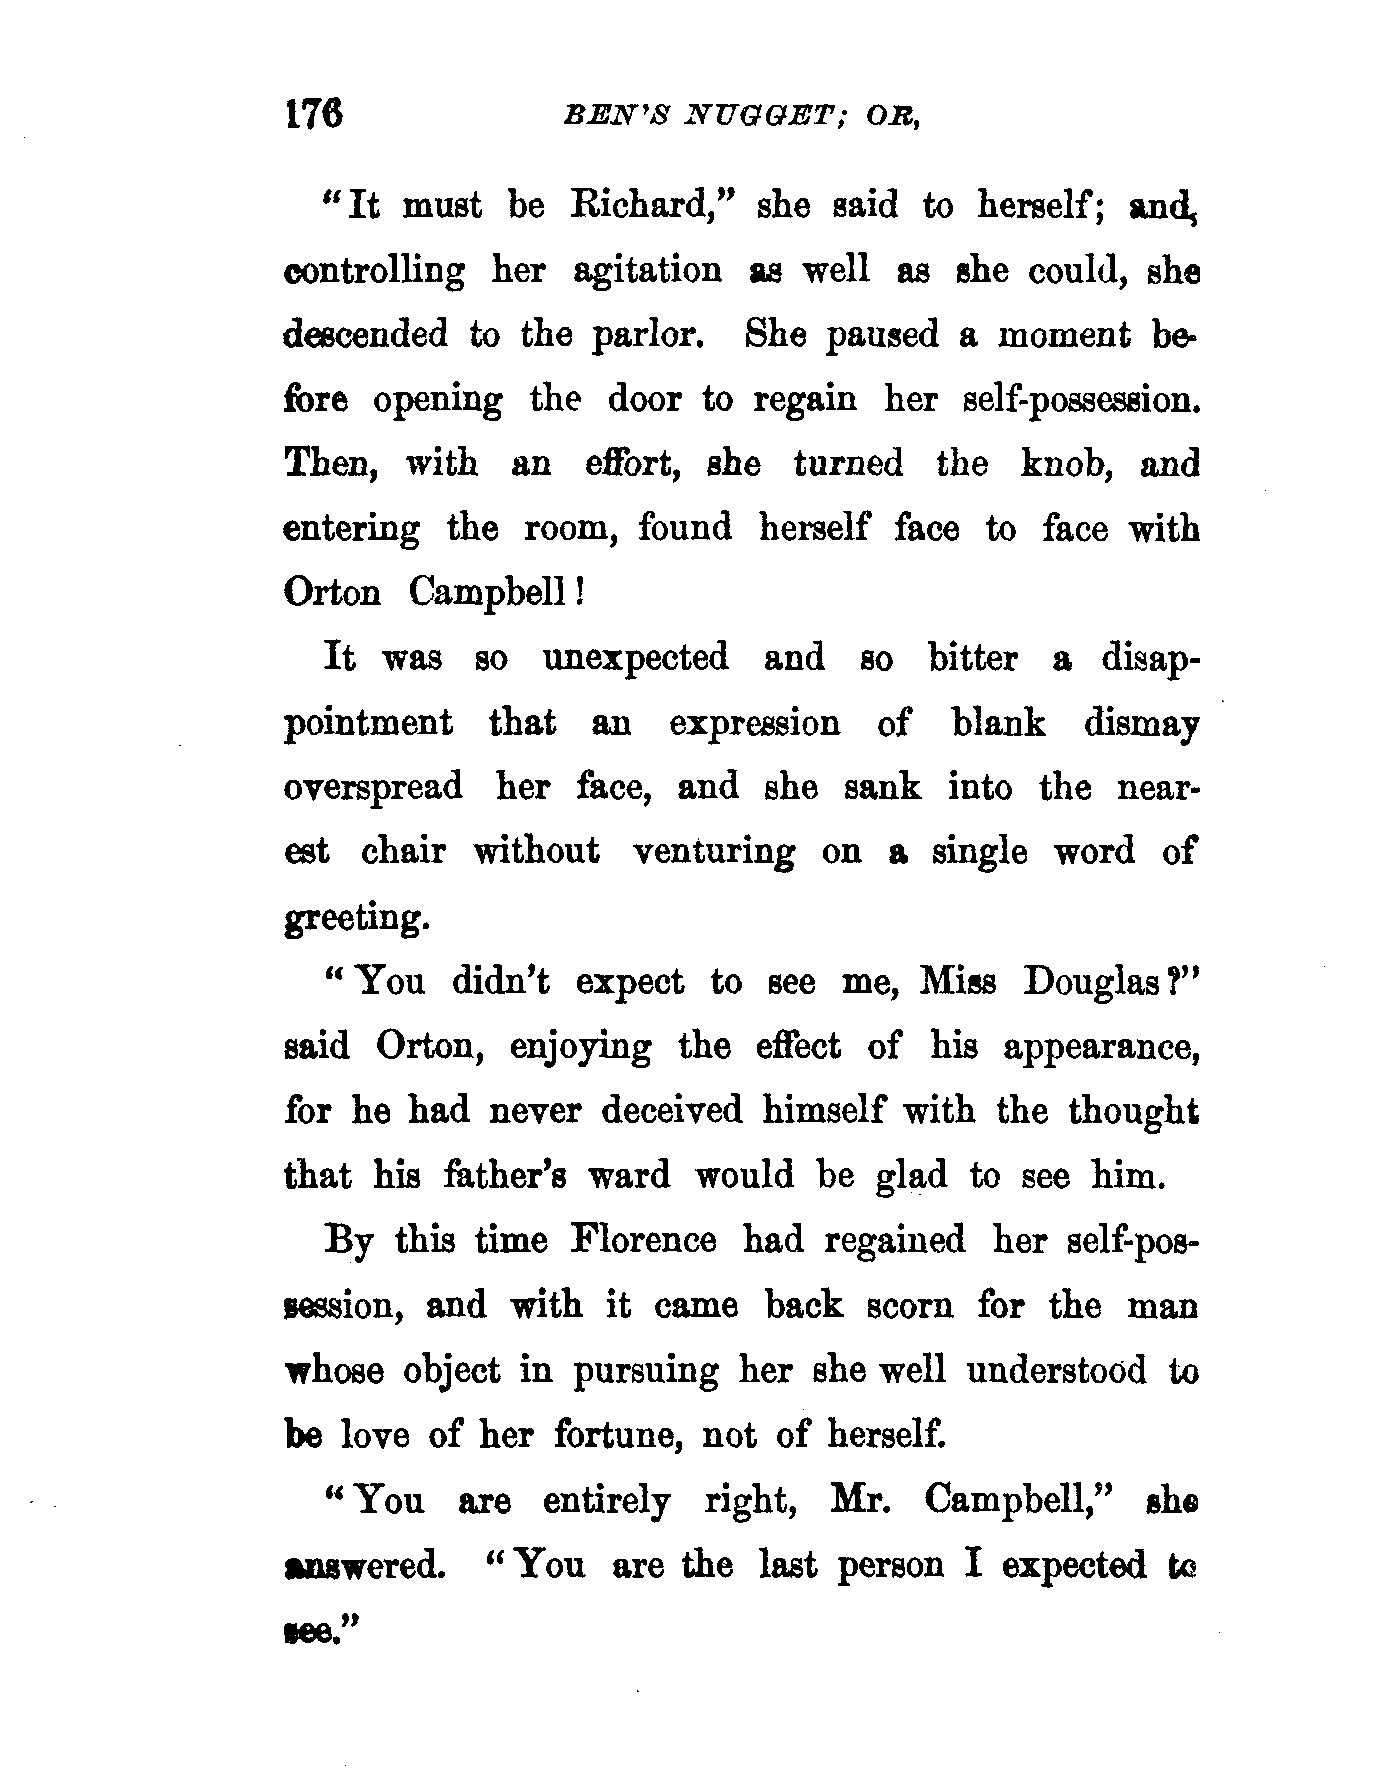 176 BEN'S NUGGET; OR,
"It must be Richard," she said to herself; and,
controlling her agitation as well as she could, she
descended to the parlor. She paused a moment be-
fore opening the door to regain her self-possession.
Then, with an effort, she turned the knob, and
entering the room, found herself face to face with
Orton Campbell!
It was so unexpected and so bitter a disap-
pointment that an expression of blank dismay
overspread her face, and she sank into the near-
est chair without venturing on a single word of
greeting.
"You didn't expect to see me, Miss Douglas?"
said Orton, enjoying the effect of his appearance,
for he had never deceived himself with the thought
that his father's ward would be glad to see him.
By this time Florence had regained her self-pos-
session, and with it came back scorn for the man
whose object in pursuing her she well understood to
be love of her fortune, not of herself.
"You are entirely right, Mr. Campbell," she
answered. "You are the last person I expected to
see."